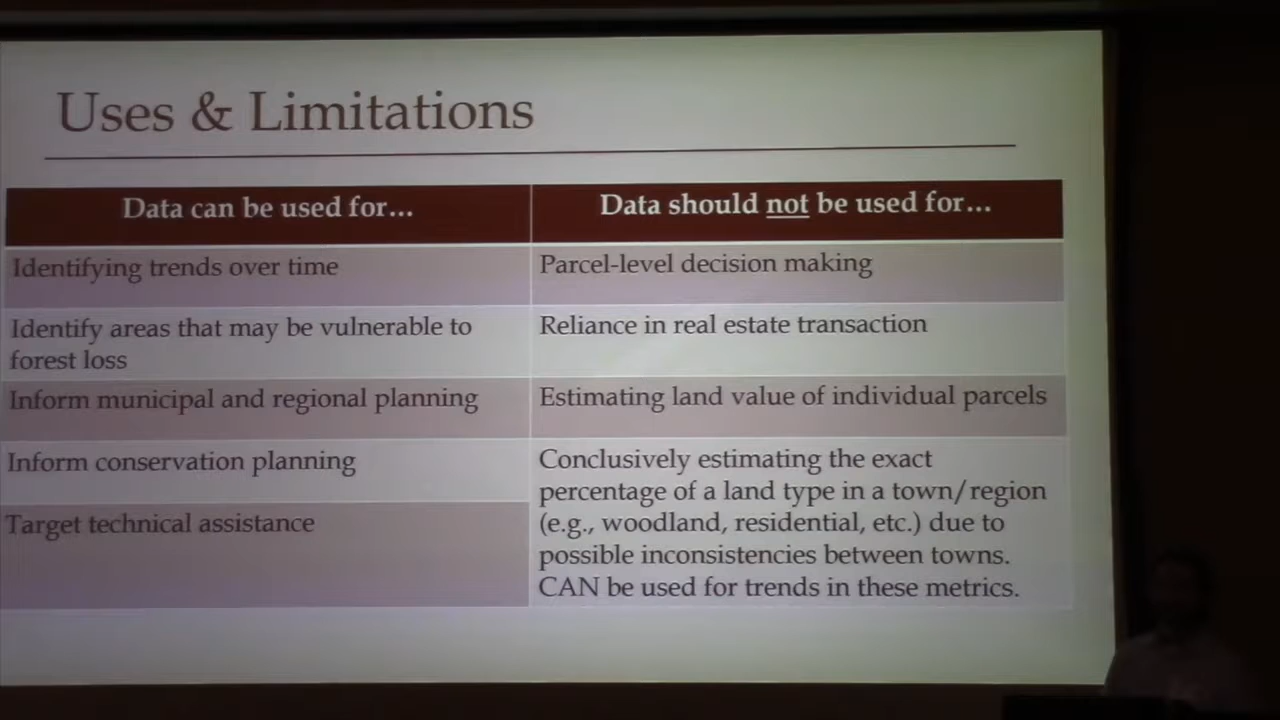 Uses & Limitations
Data can be used for...
Data should not be used for...
Identifying trends over time
Parcel-level decision making
Identify areas that may be vulnerable to
forest loss
Reliance in real estate transaction
Inform municipal and regional planning
Estimating land value of individual parcels
Inform conservation planning
Target technical assistance
Conclusively estimating the exact
percentage of a land type in a town/region
(e.g., woodland, residential, etc.) due to
possible inconsistencies between towns.
CAN be used for trends in these metrics.